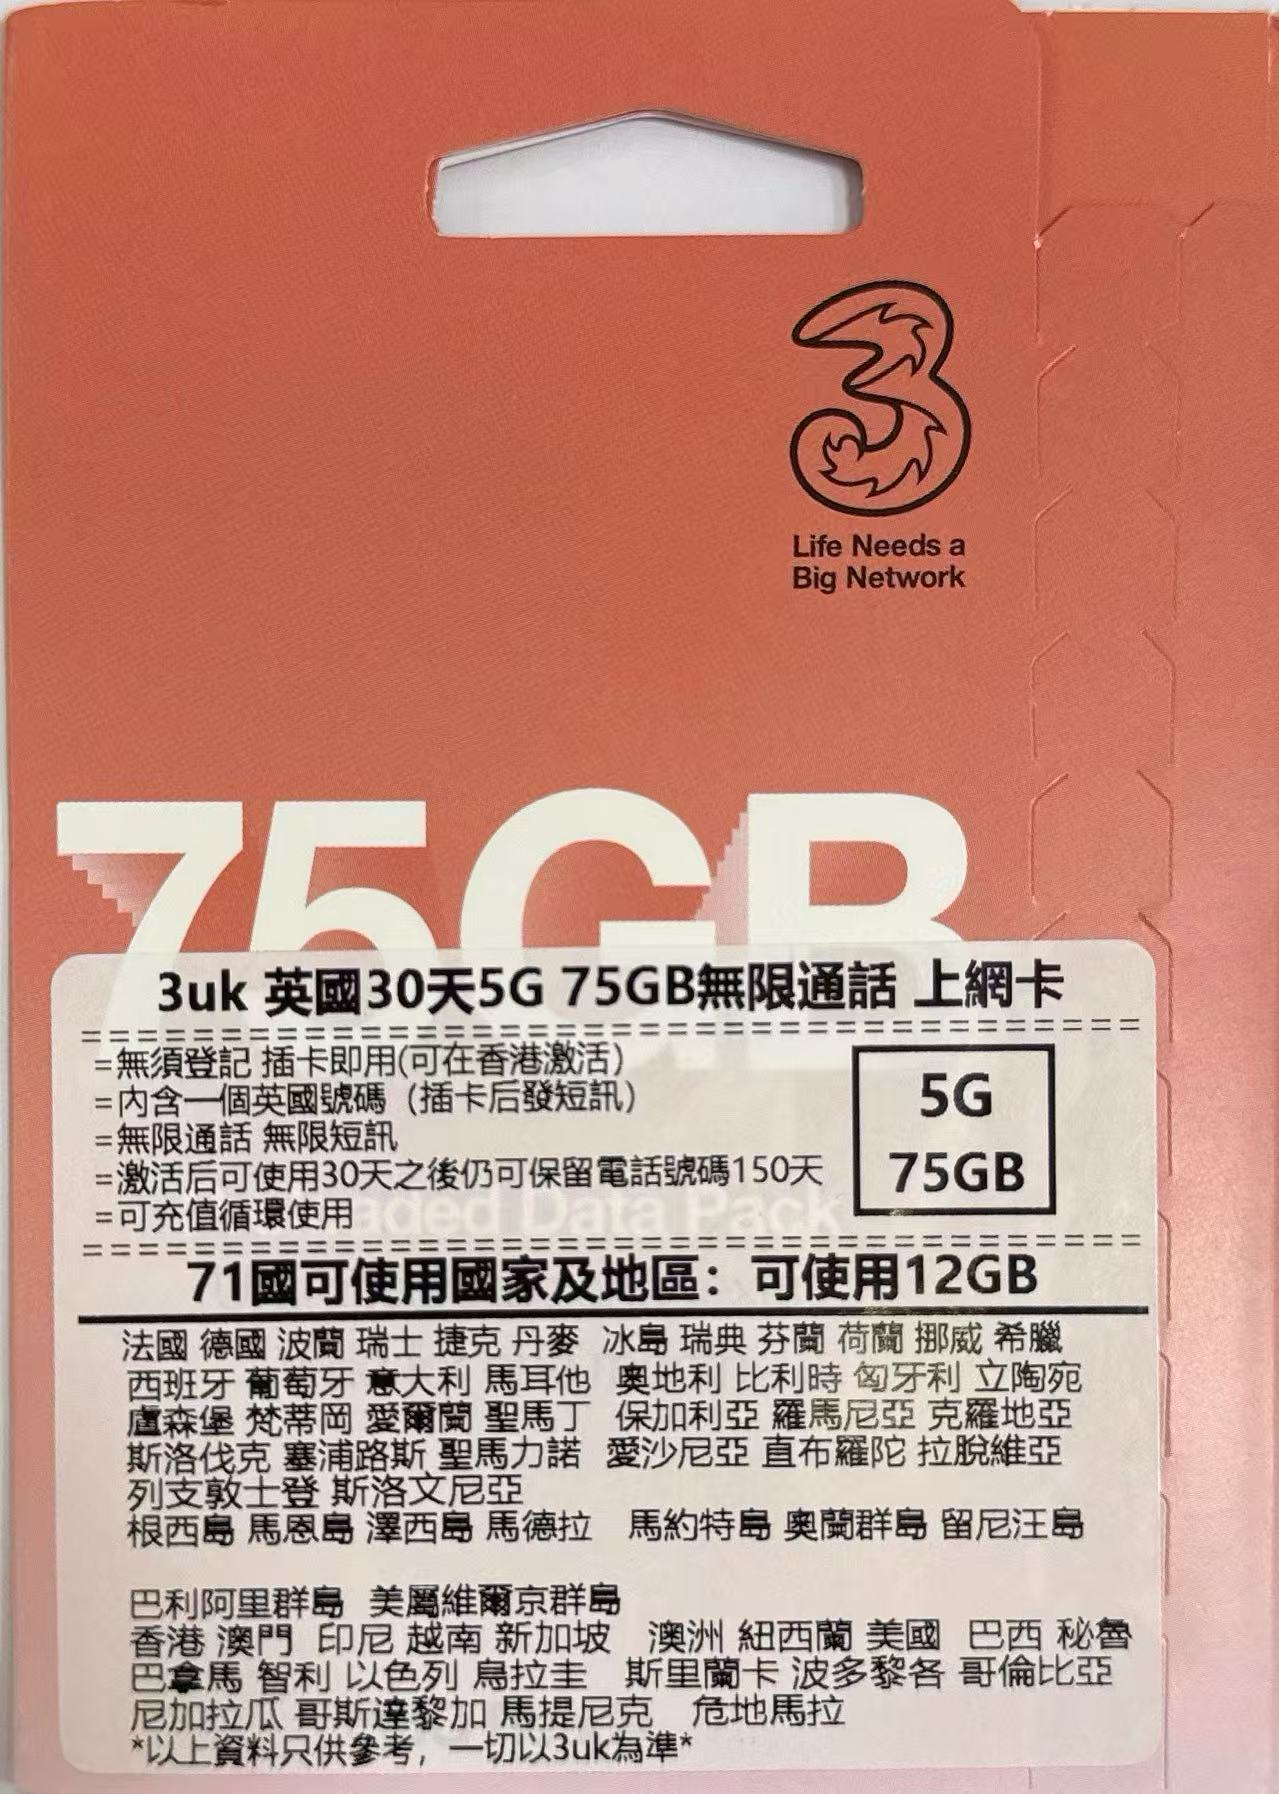 Life Needs a
Big Network
75GB
3uk 英國30天5G 75GB無限通話 上網卡
=無須登記 插卡即用(可在香港激活)
=內含一個英國號碼（插卡后發短訊）
=無限通話 無限短訊
=激活后可使用30天之後仍可保留電話號碼150天
=可充值循環使用
5G
75GB
aded Data Pack
71國可使用國家及地區：可使用12GB
法國 德國 波蘭 瑞士 捷克 丹麥 冰島 瑞典 芬蘭 荷蘭 挪威 希臘
西班牙 葡萄牙 意大利 馬耳他 奧地利 比利時 匈牙利 立陶宛
盧森堡 梵蒂岡 愛爾蘭 聖馬丁 保加利亞 羅馬尼亞 克羅地亞
斯洛伐克 塞浦路斯 聖馬力諾 愛沙尼亞 直布羅陀 拉脫維亞
列支敦士登 斯洛文尼亞
根西島 馬恩島 澤西島 馬德拉 馬約特島 奧蘭群島 留尼汪島
巴利阿里群島 美屬維爾京群島
香港 澳門 印尼 越南 新加坡 澳洲 紐西蘭 美國 巴西 秘魯
巴拿馬 智利 以色列 烏拉圭 斯里蘭卡 波多黎各 哥倫比亞
尼加拉瓜 哥斯達黎加 馬提尼克 危地馬拉
*以上資料只供參考，一切以3uk為準*